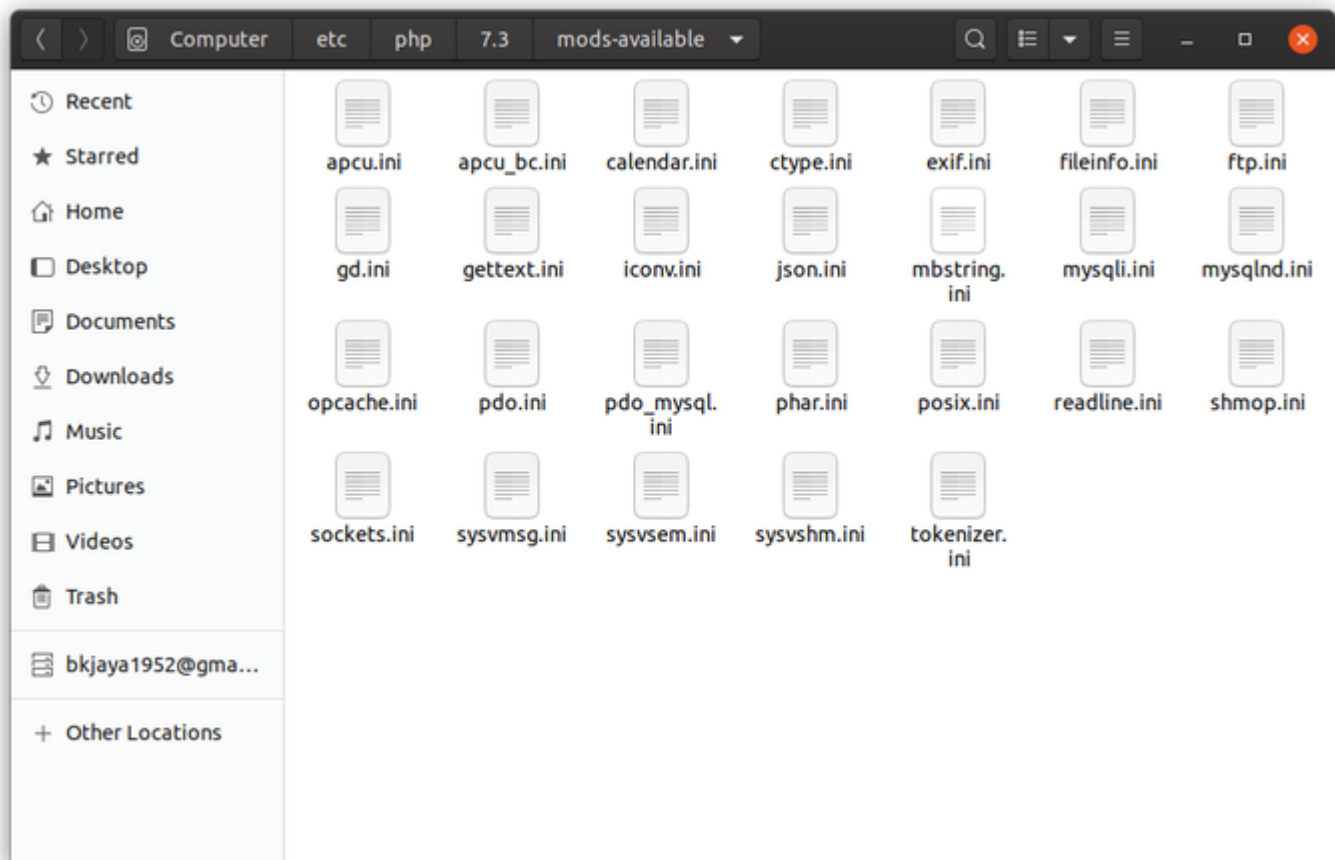 Computer etc php 7.3 mods-available
Recent
Starred
Home
Desktop
Documents
Downloads
Music
Pictures
Videos
Trash
bkjaya1952@gma...
Other Locations
apcu.ini apcu_bc.ini calendar.ini ctype.ini exif.ini fileinfo.ini ftp.ini
gd.ini gettext.ini iconv.ini json.ini mbstring.ini mysqli.ini mysqlnd.ini
opcache.ini pdo.ini pdo_mysql.ini phar.ini posix.ini readline.ini shmop.ini
sockets.ini sysvmsg.ini sysvsem.ini sysvshm.ini tokenizer.ini